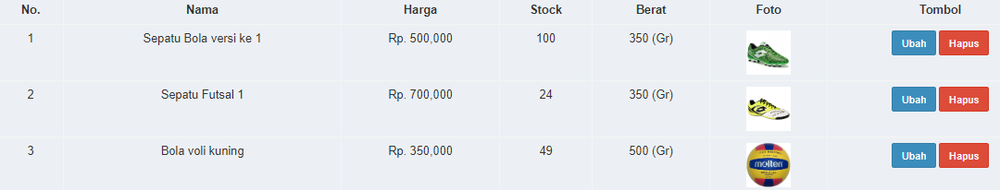 No. Nama Harga Stock Berat Foto Tombol
1 Sepatu Bola versi ke 1 Rp. 500,000 100 350 (Gr) Ubah Hapus
2 Sepatu Futsal 1 Rp. 700,000 24 350 (Gr) Ubah Hapus
3 Bola voli kuning Rp. 350,000 49 500 (Gr) molten Ubah Hapus